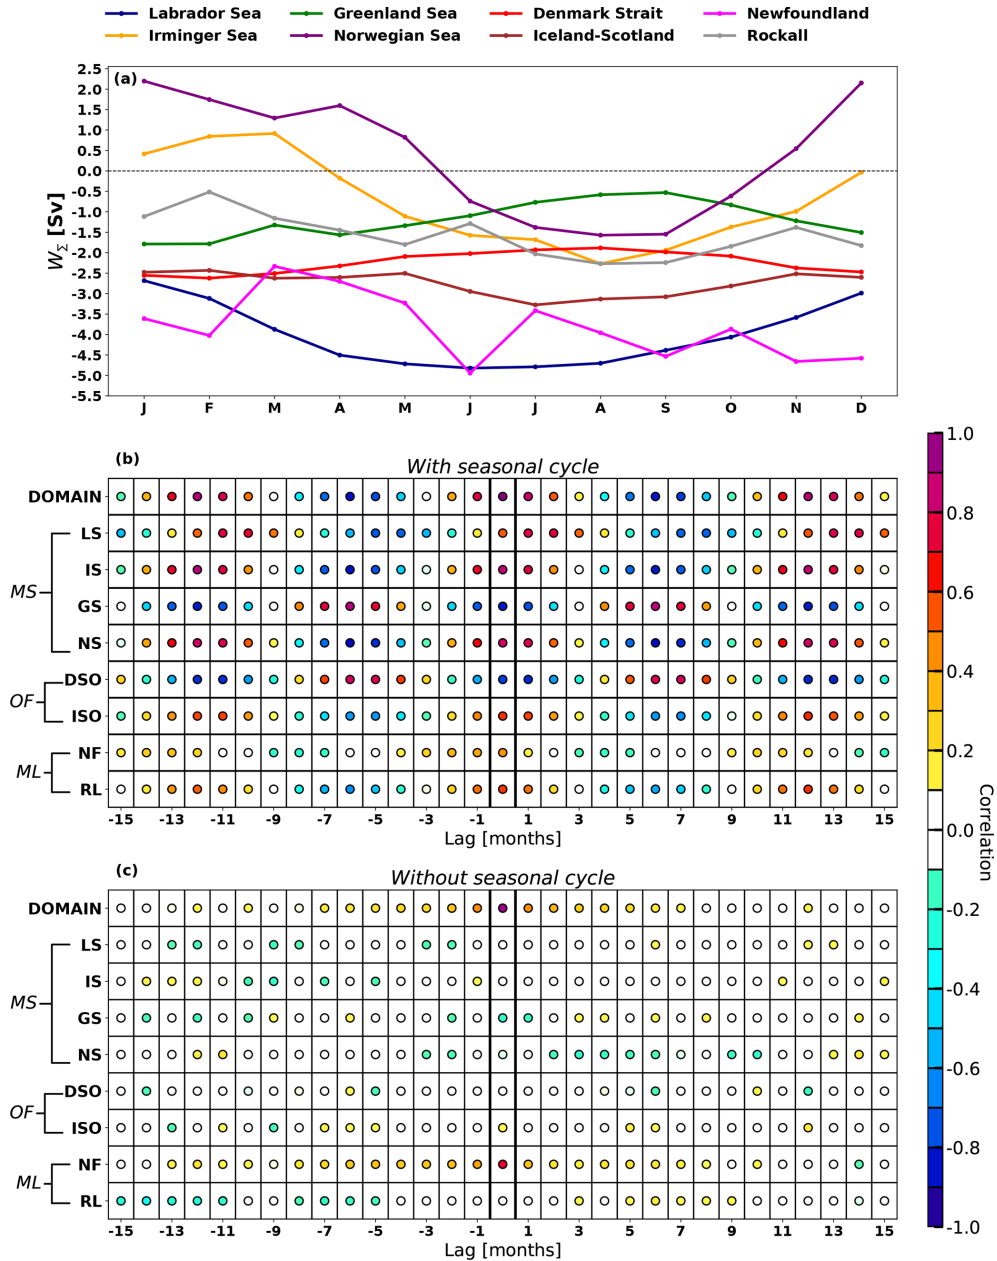 Labrador Sea Greenland Sea Denmark Strait Newfoundland
Irminger Sea Norwegian Sea Iceland-Scotland Rockall
(a)
2.5
2.0
1.5
1.0
0.5
0.0
-0.5
-1.0
-1.5
-2.0
-2.5
-3.0
-3.5
-4.0
-4.5
-5.0
-5.5
W_Σ [Sv]
J F M A M J J A S O N D
(b)
With seasonal cycle
DOMAIN
LS
IS
MS
GS
NS
DSO
OF
ISO
NF
ML
RL
-15 -13 -11 -9 -7 -5 -3 -1 1 3 5 7 9 11 13 15
Lag [months]
(c)
Without seasonal cycle
DOMAIN
LS
IS
MS
GS
NS
DSO
OF
ISO
NF
ML
RL
-15 -13 -11 -9 -7 -5 -3 -1 1 3 5 7 9 11 13 15
Lag [months]
1.0
0.8
0.6
0.4
0.2
0.0
-0.2
-0.4
-0.6
-0.8
-1.0
Correlation